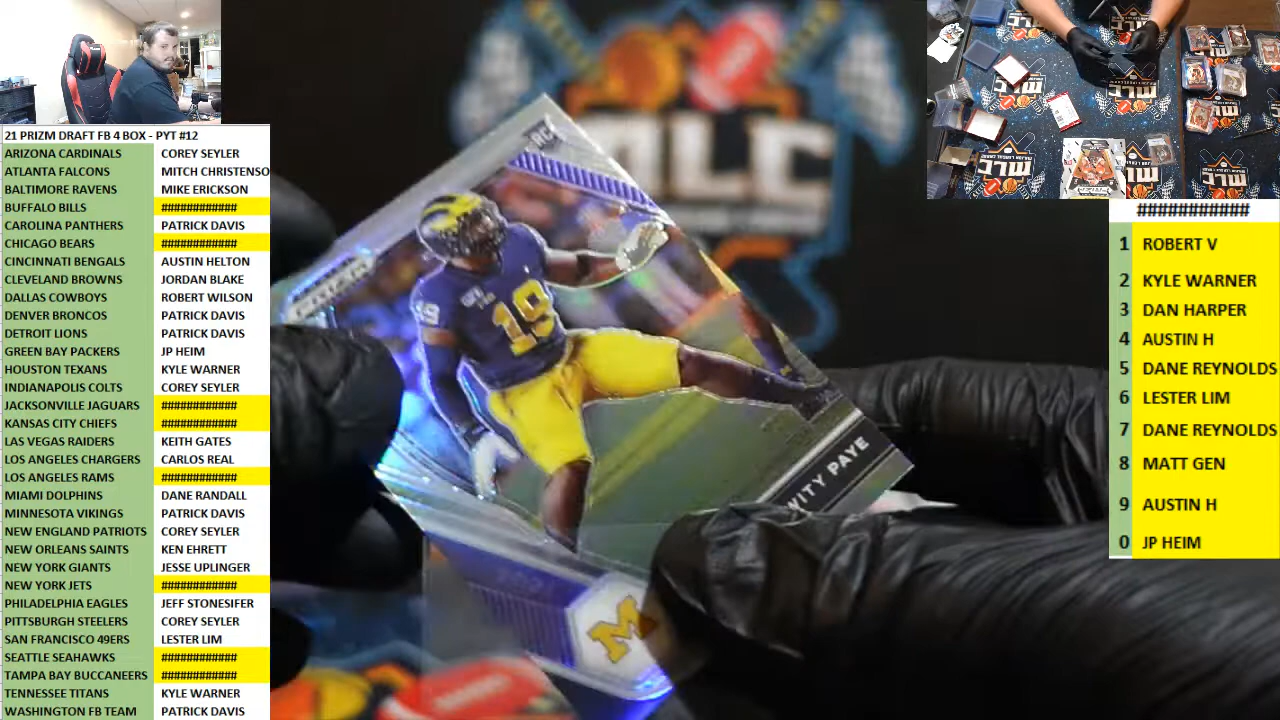 21 PRIZM DRAFT FB 4 BOX - PYT #12
ARIZONA CARDINALS COREY SEYLER
ATLANTA FALCONS MITCH CHRISTENSO
BALTIMORE RAVENS MIKE ERICKSON
BUFFALO BILLS ############
CAROLINA PANTHERS PATRICK DAVIS
CHICAGO BEARS ############
CINCINNATI BENGALS AUSTIN HELTON
CLEVELAND BROWNS JORDAN BLAKE
DALLAS COWBOYS ROBERT WILSON
DENVER BRONCOS PATRICK DAVIS
DETROIT LIONS PATRICK DAVIS
GREEN BAY PACKERS JP HEIM
HOUSTON TEXANS KYLE WARNER
INDIANAPOLIS COLTS COREY SEYLER
JACKSONVILLE JAGUARS ############
KANSAS CITY CHIEFS ############
LAS VEGAS RAIDERS KEITH GATES
LOS ANGELES CHARGERS CARLOS REAL
LOS ANGELES RAMS ############
MIAMI DOLPHINS DANE RANDALL
MINNESOTA VIKINGS PATRICK DAVIS
NEW ENGLAND PATRIOTS COREY SEYLER
NEW ORLEANS SAINTS KEN EHRETT
NEW YORK GIANTS JESSE UPLINGER
NEW YORK JETS ############
PHILADELPHIA EAGLES JEFF STONESIFER
PITTSBURGH STEELERS COREY SEYLER
SAN FRANCISCO 49ERS LESTER LIM
SEATTLE SEAHAWKS ############
TAMPA BAY BUCCANEERS ############
TENNESSEE TITANS KYLE WARNER
WASHINGTON FB TEAM PATRICK DAVIS
RC
PRIZM
19
19
WITY PAYE
M
MLC
############
1 ROBERT V
2 KYLE WARNER
3 DAN HARPER
4 AUSTIN H
5 DANE REYNOLDS
6 LESTER LIM
7 DANE REYNOLDS
8 MATT GEN
9 AUSTIN H
0 JP HEIM